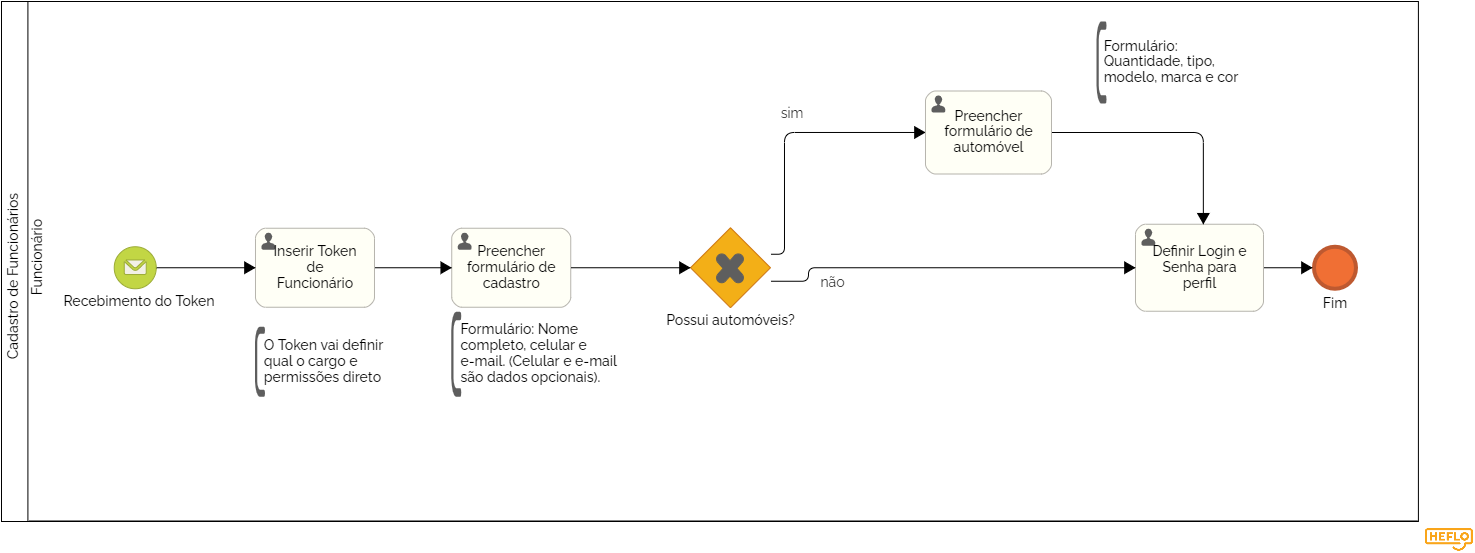 Cadastro de Funcionários
Funcionário
Recebimento do Token
Inserir Token
de
Funcionário
O Token vai definir
qual o cargo e
permissões direto
Preencher
formulário de
cadastro
Formulário: Nome
completo, celular e
e-mail. (Celular e e-mail
são dados opcionais).
Possui automóveis?
sim
não
Preencher
formulário de
automóvel
Formulário:
Quantidade, tipo,
modelo, marca e cor
Definir Login e
Senha para
perfil
Fim
HEFLO